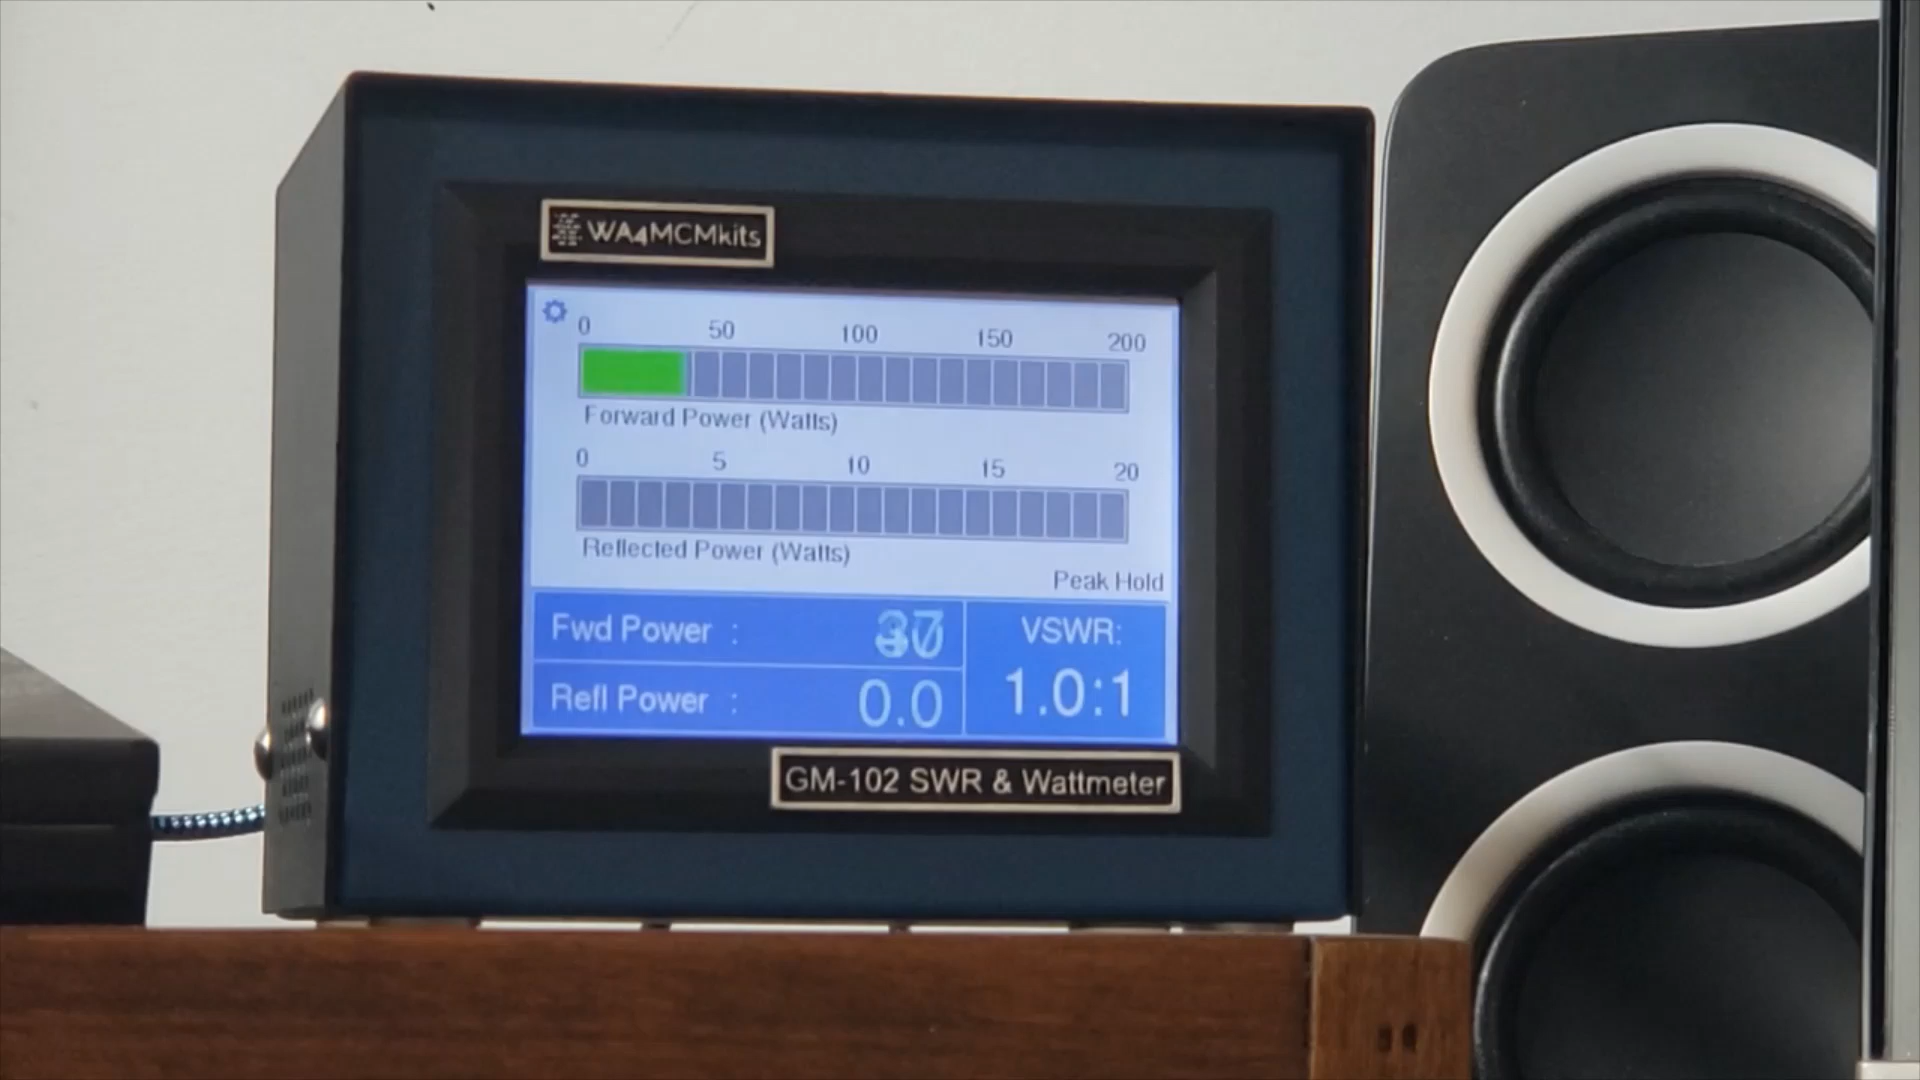 WA4MCMkits
0 50 100 150 200
Forward Power (Watts)
0 5 10 15 20
Reflected Power (Watts)
Peak Hold
Fwd Power :
VSWR:
Refl Power : 0.0
1.0:1
GM-102 SWR & Wattmeter